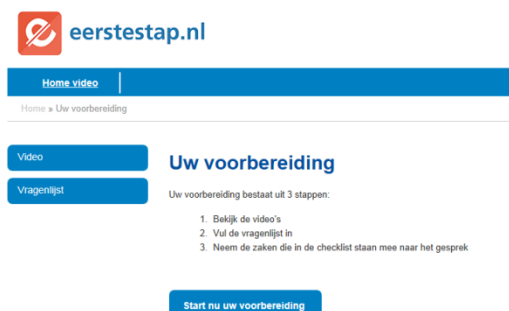 eerstestap.nl
Home video
Home » Uw voorbereiding
Video
Vragenlijst
Uw voorbereiding
Uw voorbereiding bestaat uit 3 stappen:
1. Bekijk de video's
2. Vul de vragenlijst in
3. Neem de zaken die in de checklist staan mee naar het gesprek
Start nu uw voorbereiding